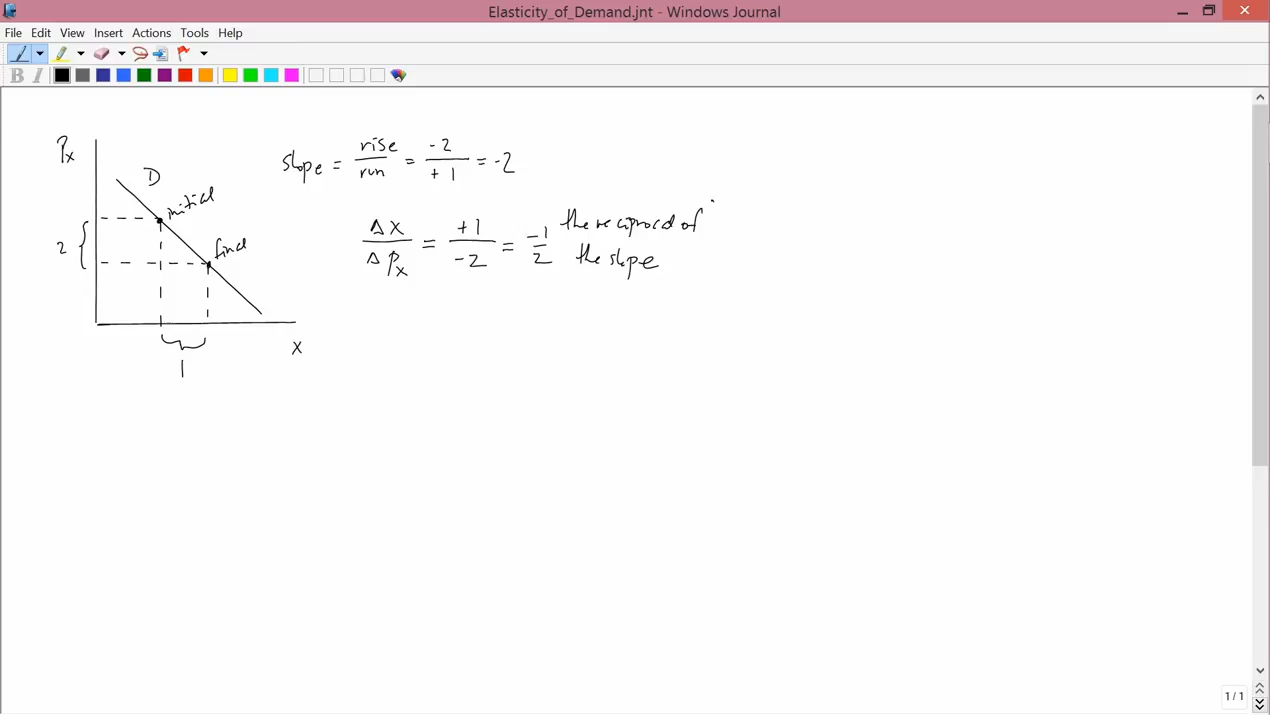 Elasticity_of_Demand.jnt - Windows Journal
File Edit View Insert Actions Tools Help
B I
Px
D
initial
final
2
1
x
slope = rise/run = -2/+1 = -2
Δx/ΔPx = +1/-2 = -1/2 the reciprocal of
the slope
1 / 1